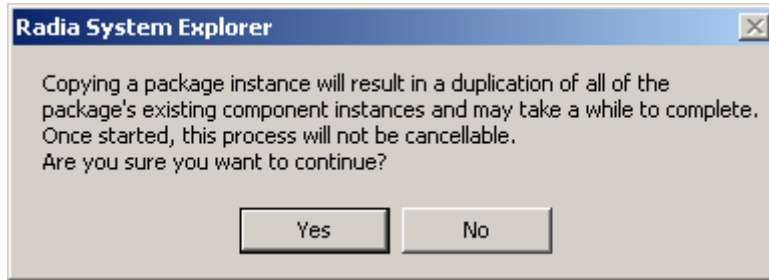 Radia System Explorer
Copying a package instance will result in a duplication of all of the
package's existing component instances and may take a while to complete.
Once started, this process will not be cancellable.
Are you sure you want to continue?
Yes No